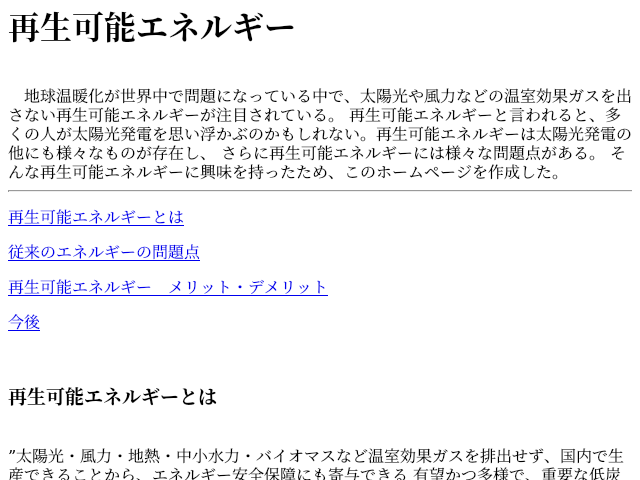 再生可能エネルギー
　地球温暖化が世界中で問題になっている中で、太陽光や風力などの温室効果ガスを出
さない再生可能エネルギーが注目されている。 再生可能エネルギーと言われると、多
くの人が太陽光発電を思い浮かぶのかもしれない。再生可能エネルギーは太陽光発電の
他にも様々なものが存在し、 さらに再生可能エネルギーには様々な問題点がある。 そ
んな再生可能エネルギーに興味を持ったため、このホームページを作成した。
再生可能エネルギーとは
従来のエネルギーの問題点
再生可能エネルギー　メリット・デメリット
今後
再生可能エネルギーとは
”太陽光・風力・地熱・中小水力・バイオマスなど温室効果ガスを排出せず、国内で生
産できることから、エネルギー安全保障にも寄与できる 有望かつ多様で、重要な低炭